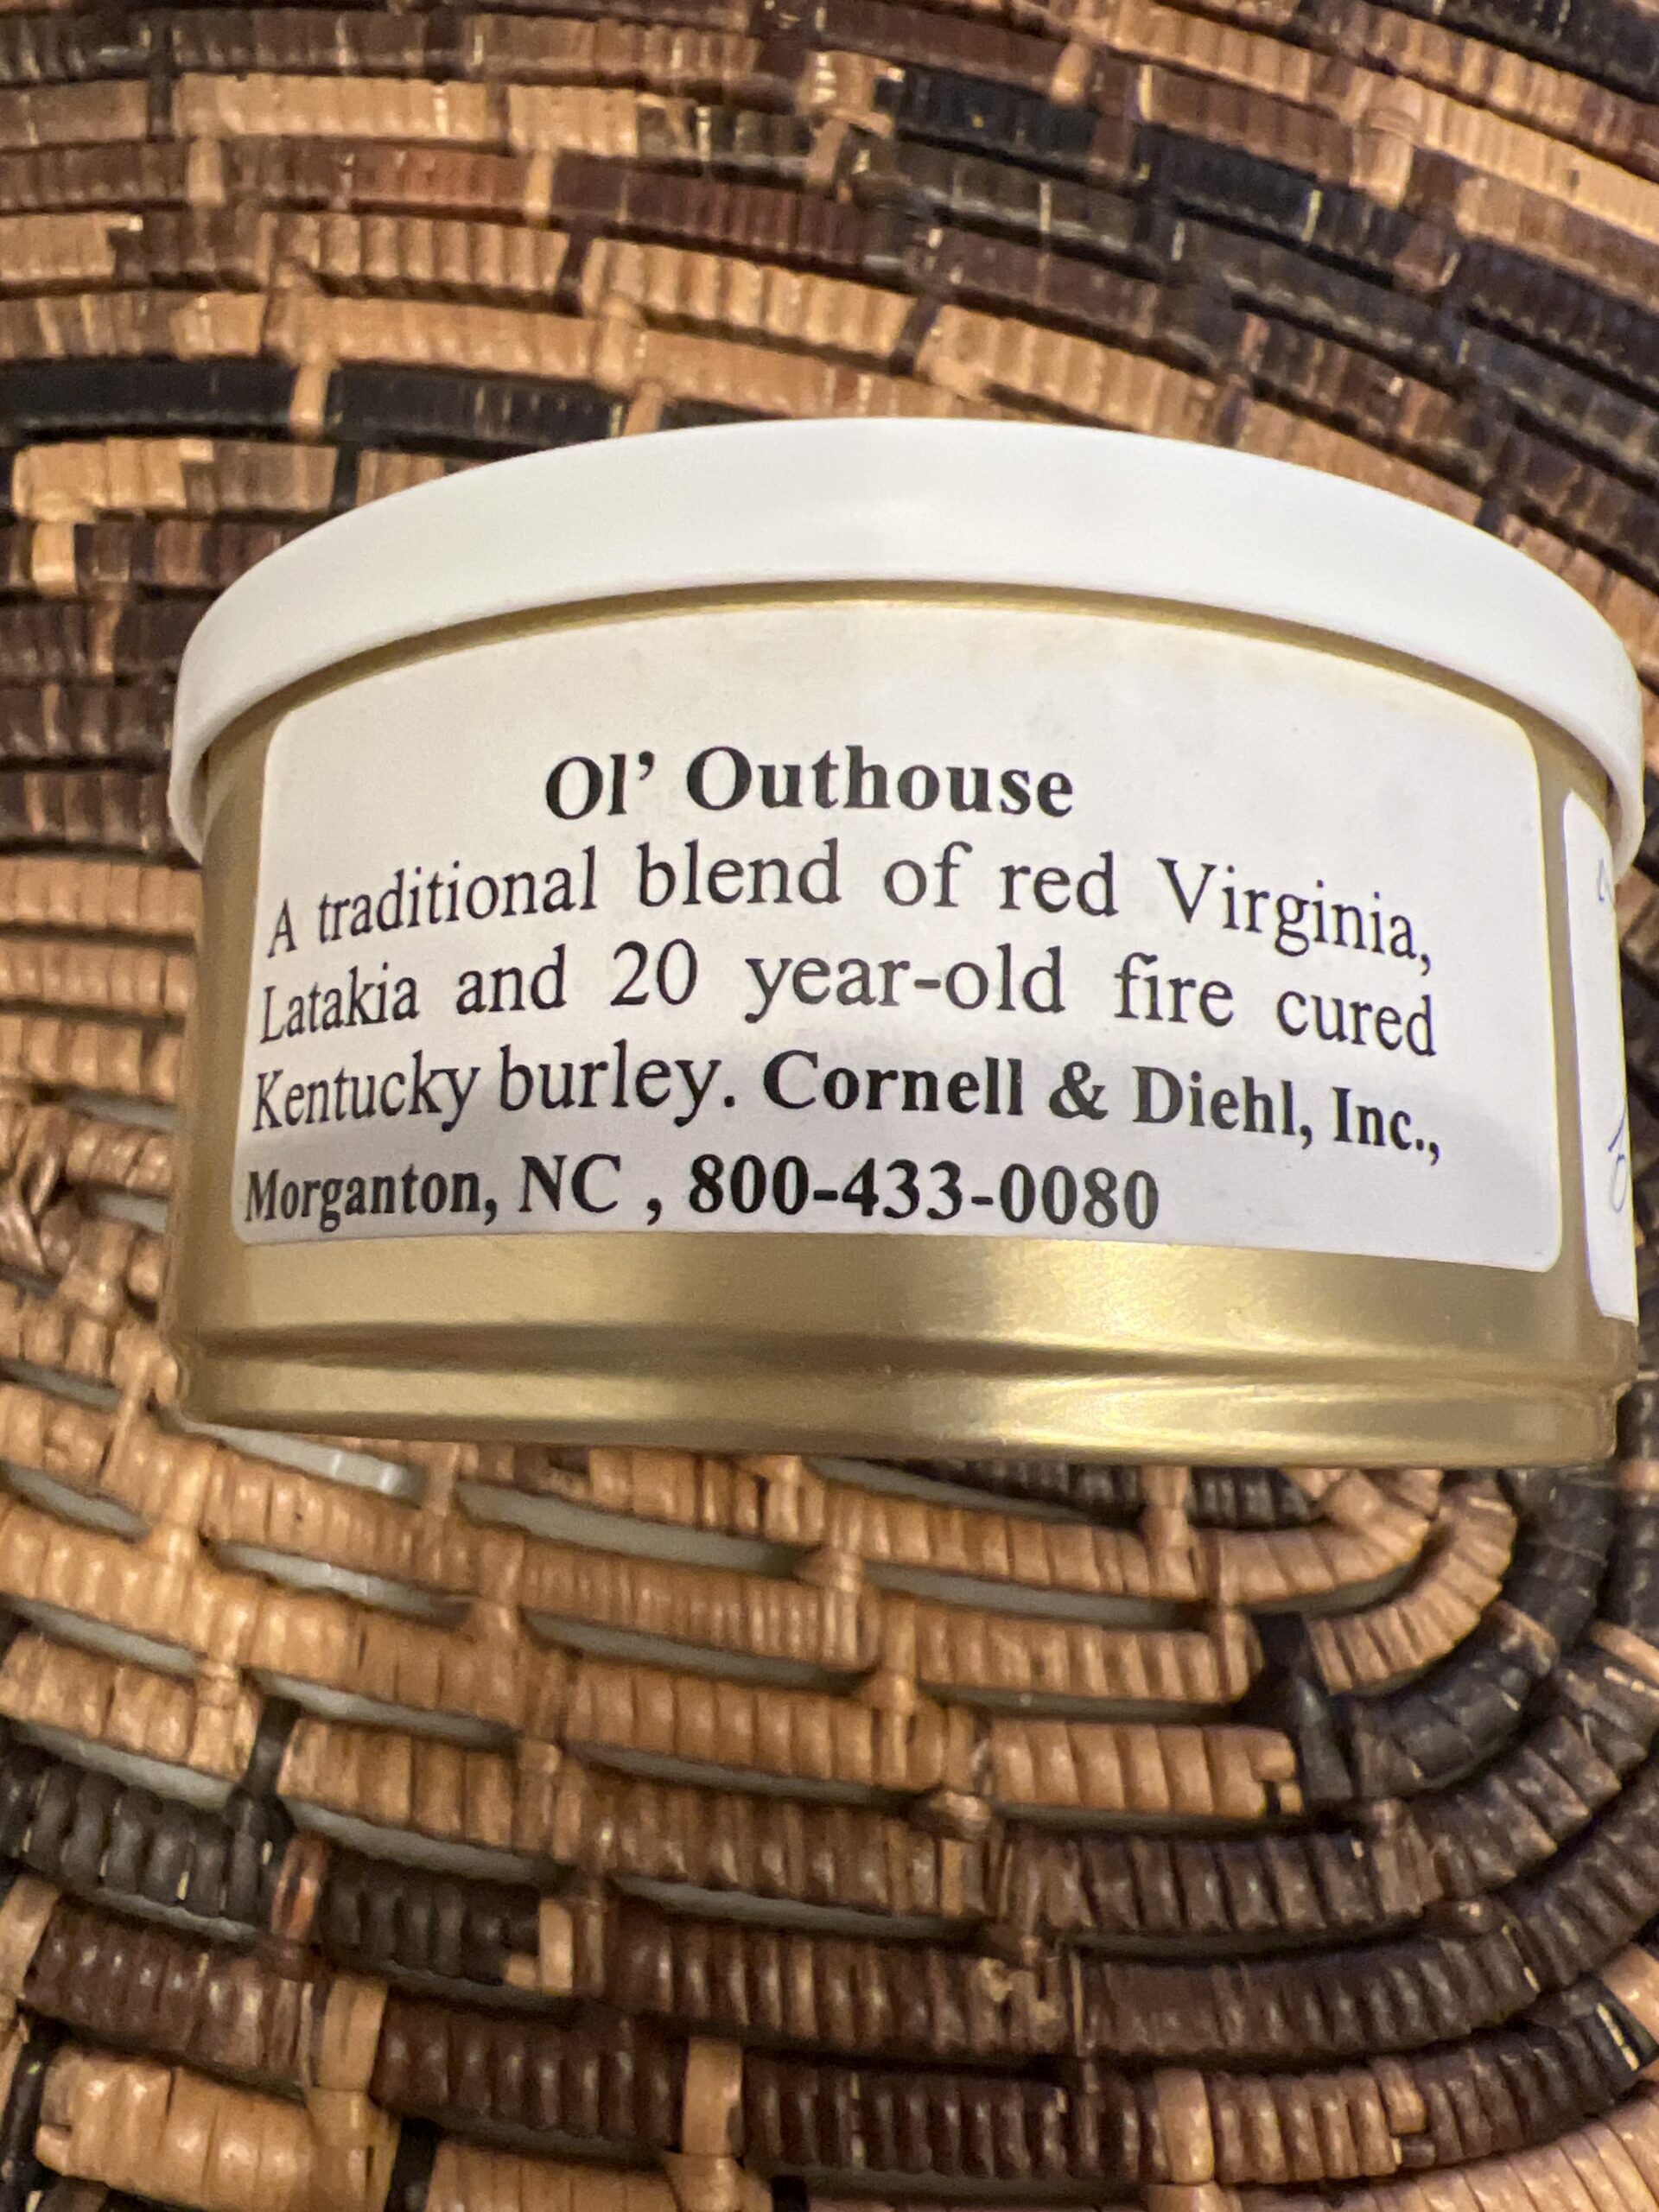 Ol’ Outhouse
A traditional blend of red Virginia,
Latakia and 20 year-old fire cured
Kentucky burley. Cornell & Diehl, Inc.,
Morganton, NC , 800-433-0080